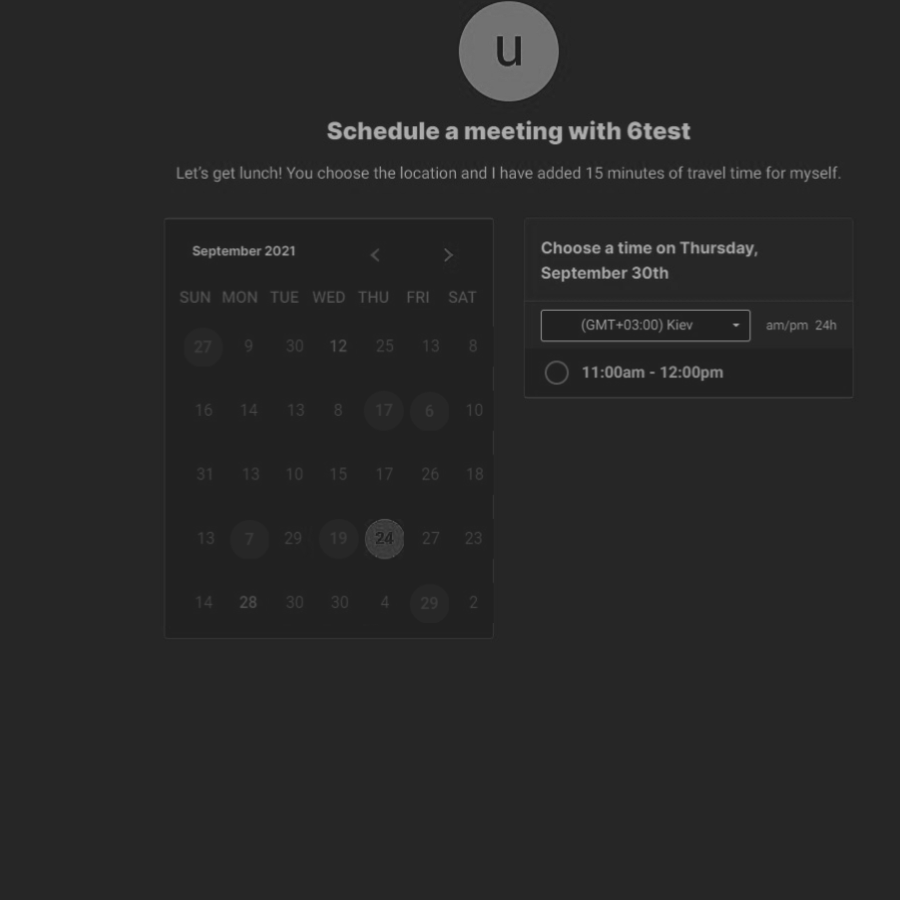 u
Schedule a meeting with 6test
Let's get lunch! You choose the location and I have added 15 minutes of travel time for myself.
September 2021
SUN MON TUE WED THU FRI SAT
27 9 30 12 25 13 8
16 14 13 8 17 6 10
31 13 10 15 17 26 18
13 7 29 19 24 27 23
14 28 30 30 4 29 2
Choose a time on Thursday,
September 30th
(GMT+03:00) Kiev am/pm 24h
11:00am - 12:00pm